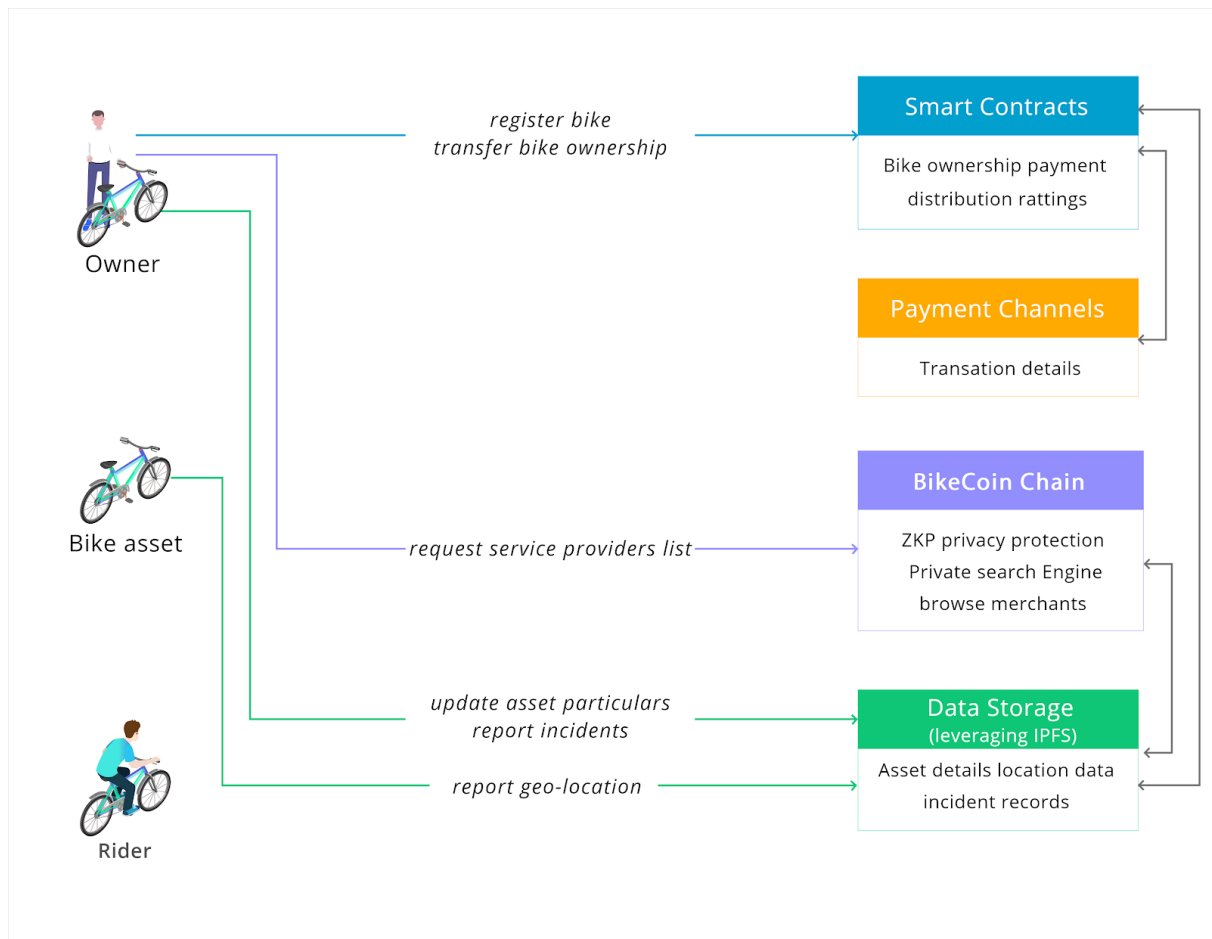 register bike
transfer bike ownership
Smart Contracts
Bike ownership payment
distribution rattings
Owner
Payment Channels
Transation details
Bike asset
request service providers list
BikeCoin Chain
ZKP privacy protection
Private search Engine
browse merchants
update asset particulars
report incidents
Data Storage
(leveraging IPFS)
report geo-location
Asset details location data
incident records
Rider